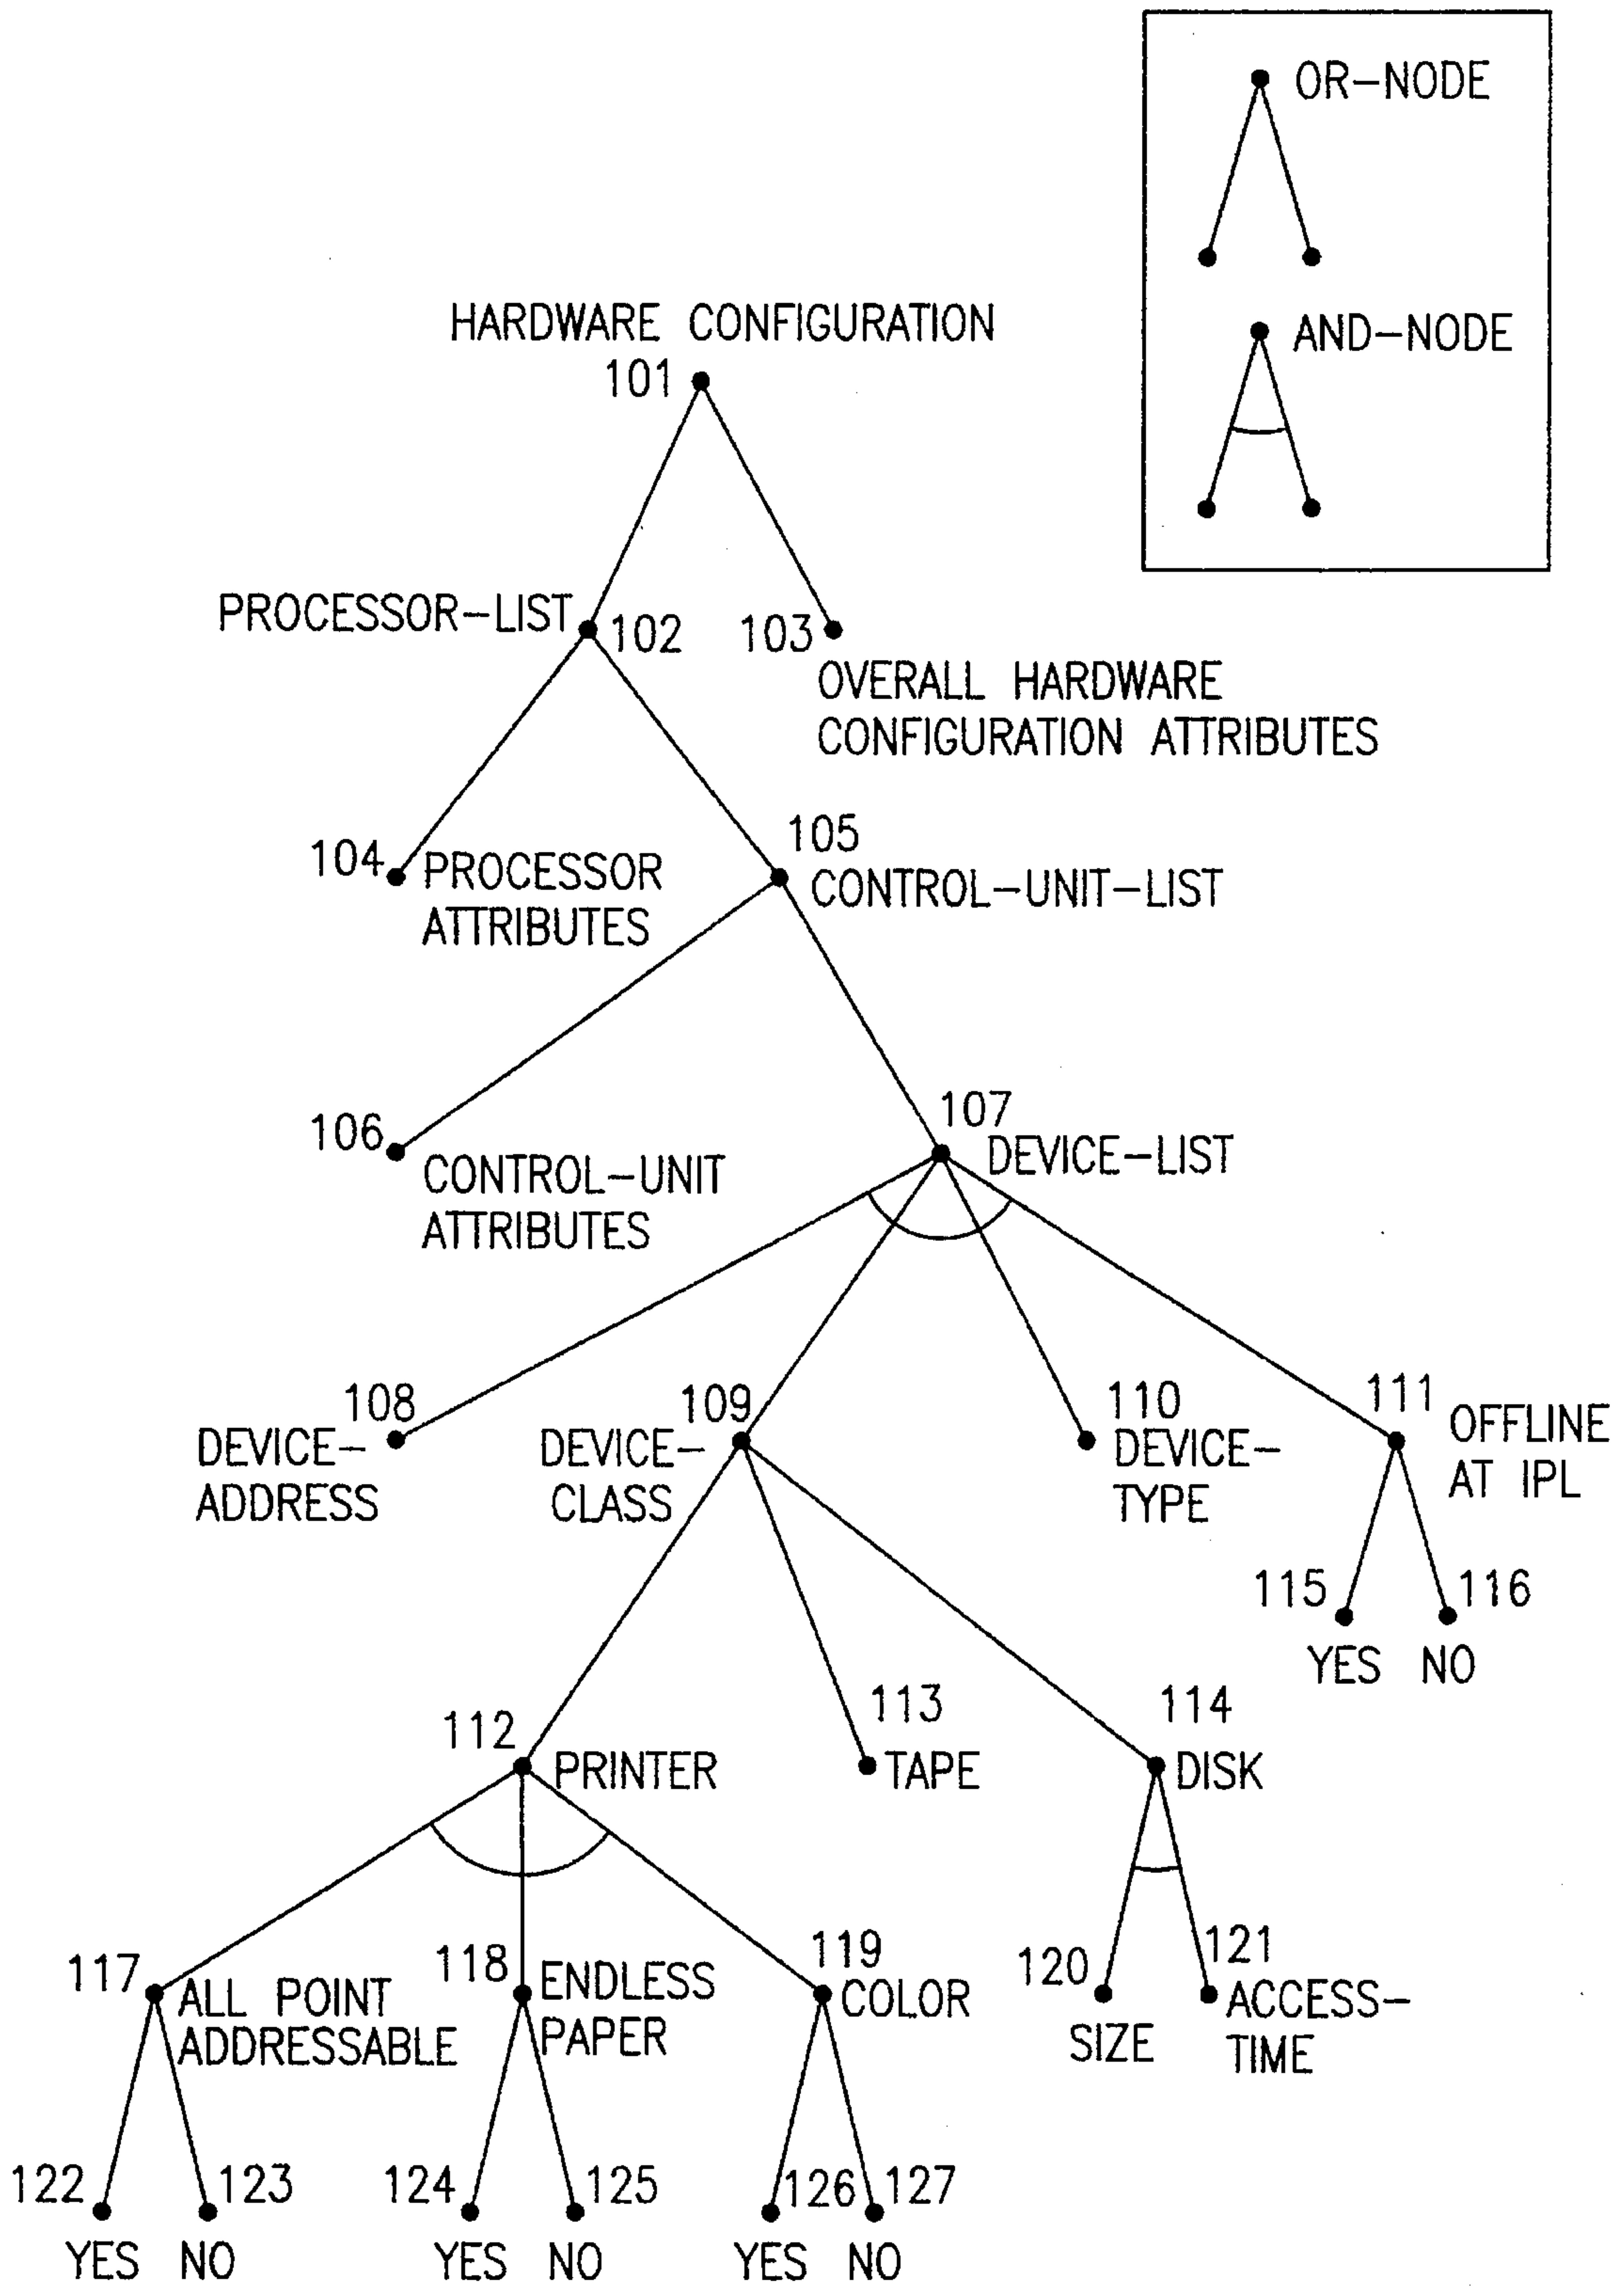 OR-NODE
AND-NODE
HARDWARE CONFIGURATION
101
PROCESSOR-LIST
102
103
OVERALL HARDWARE
CONFIGURATION ATTRIBUTES
104
PROCESSOR
ATTRIBUTES
105
CONTROL-UNIT-LIST
106
CONTROL-UNIT
ATTRIBUTES
107
DEVICE-LIST
108
DEVICE-
ADDRESS
109
DEVICE-
CLASS
110
DEVICE-
TYPE
111
OFFLINE
AT IPL
115
116
YES
NO
112
PRINTER
113
TAPE
114
DISK
117
ALL POINT
ADDRESSABLE
118
ENDLESS
PAPER
119
COLOR
120
SIZE
121
ACCESS-
TIME
122
123
124
125
126
127
YES
NO
YES
NO
YES
NO